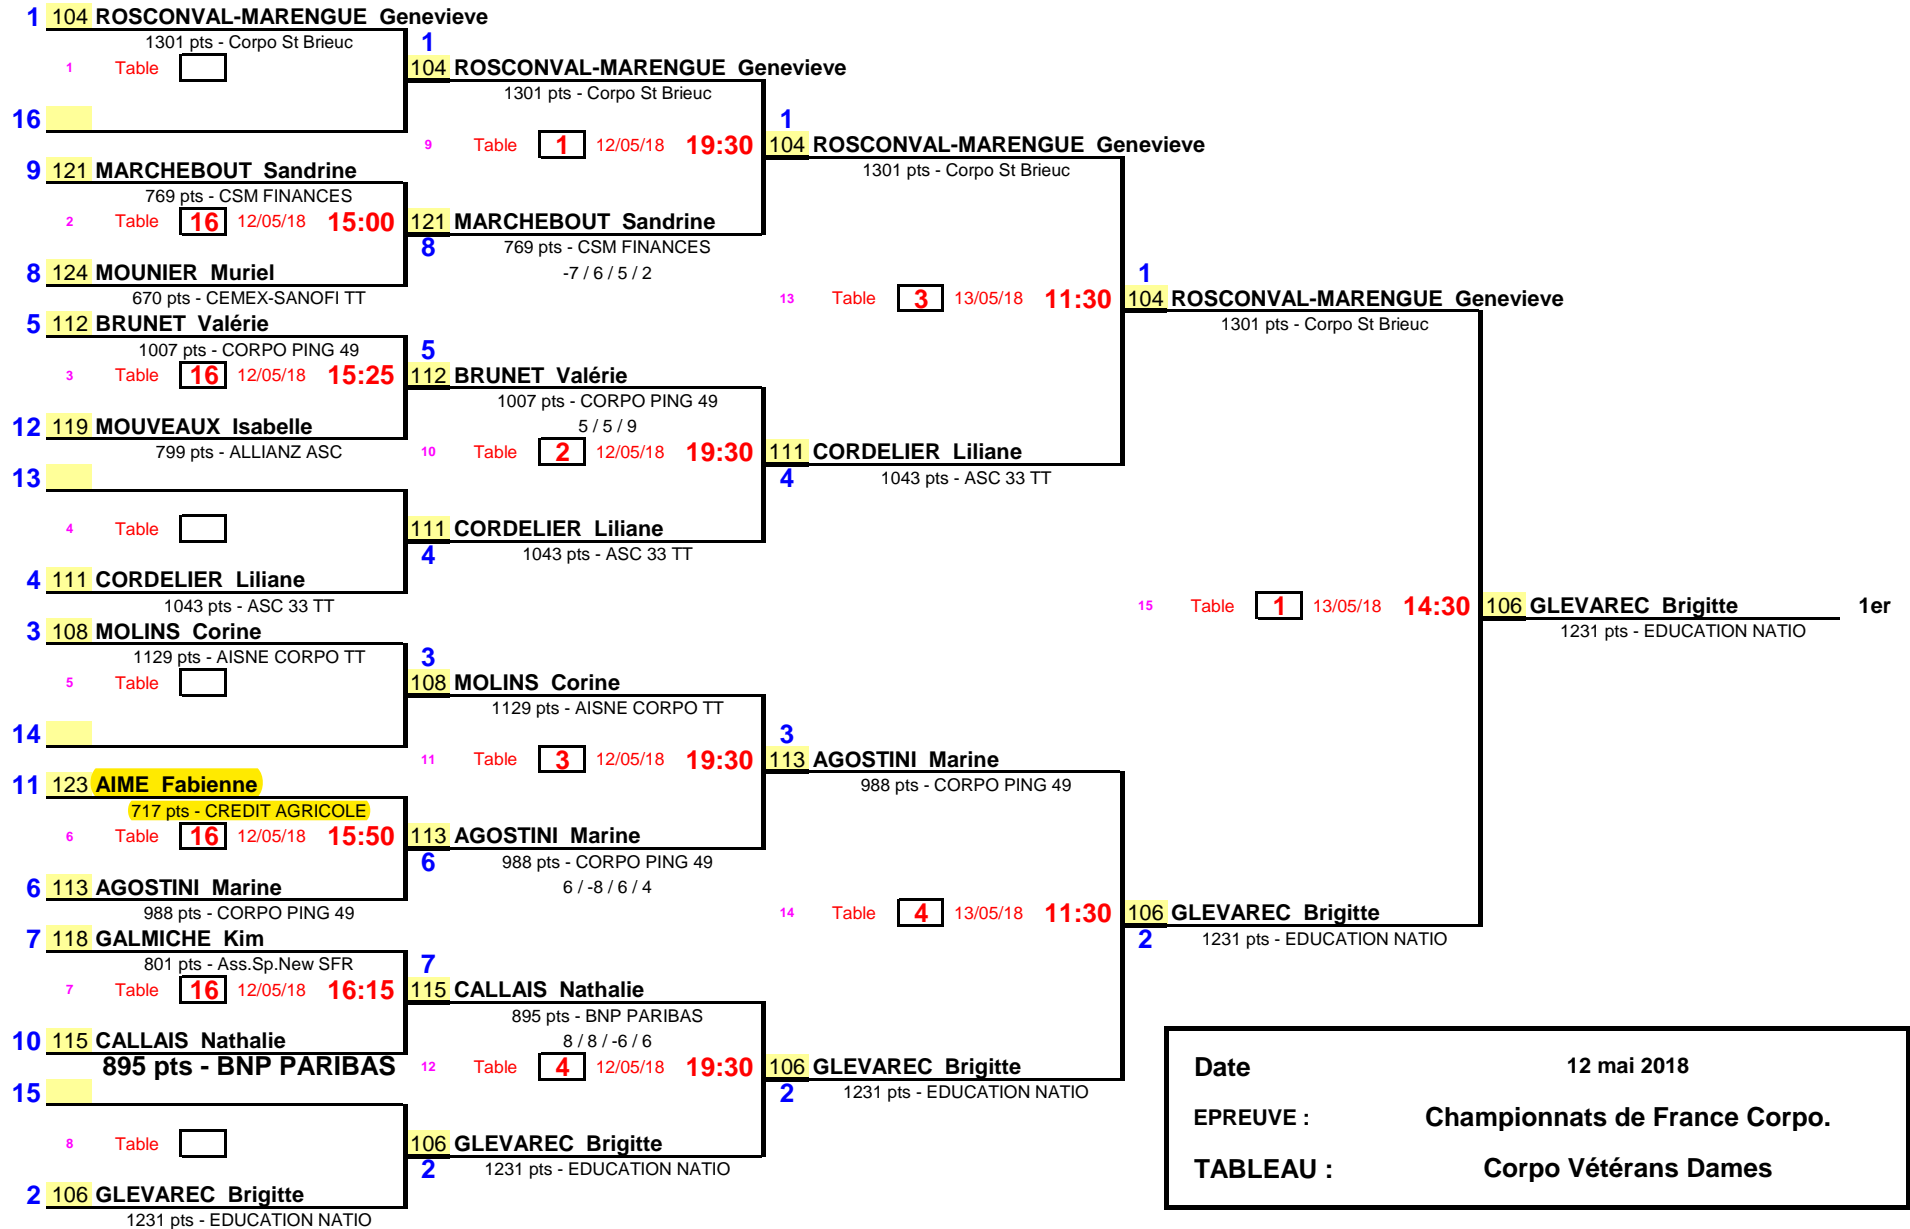 1 104 ROSCONVAL-MARENGUE Genevieve
1301 pts - Corpo St Brieuc
1 Table
16
9 121 MARCHEBOUT Sandrine
769 pts - CSM FINANCES
2 Table 16 12/05/18 15:00
8 124 MOUNIER Muriel
670 pts - CEMEX-SANOFI TT
5 112 BRUNET Valérie
1007 pts - CORPO PING 49
3 Table 16 12/05/18 15:25
12 119 MOUVEAUX Isabelle
799 pts - ALLIANZ ASC
13
4 Table
4 111 CORDELIER Liliane
1043 pts - ASC 33 TT
3 108 MOLINS Corine
1129 pts - AISNE CORPO TT
5 Table
14
11 123 AIME Fabienne
717 pts - CREDIT AGRICOLE
6 Table 16 12/05/18 15:50
6 113 AGOSTINI Marine
988 pts - CORPO PING 49
7 118 GALMICHE Kim
801 pts - Ass.Sp.New SFR
7 Table 16 12/05/18 16:15
10 115 CALLAIS Nathalie
895 pts - BNP PARIBAS
15
8 Table
2 106 GLEVAREC Brigitte
1231 pts - EDUCATION NATIO
1
104 ROSCONVAL-MARENGUE Genevieve
1301 pts - Corpo St Brieuc
9 Table 1 12/05/18 19:30
121 MARCHEBOUT Sandrine
8
769 pts - CSM FINANCES
-7 / 6 / 5 / 2
5
112 BRUNET Valérie
1007 pts - CORPO PING 49
5 / 5 / 9
10 Table 2 12/05/18 19:30
111 CORDELIER Liliane
4
1043 pts - ASC 33 TT
3
108 MOLINS Corine
1129 pts - AISNE CORPO TT
11 Table 3 12/05/18 19:30
113 AGOSTINI Marine
6
988 pts - CORPO PING 49
6 / -8 / 6 / 4
7
115 CALLAIS Nathalie
895 pts - BNP PARIBAS
8 / 8 / -6 / 6
12 Table 4 12/05/18 19:30
106 GLEVAREC Brigitte
2
1231 pts - EDUCATION NATIO
1
104 ROSCONVAL-MARENGUE Genevieve
1301 pts - Corpo St Brieuc
13 Table 3 13/05/18 11:30
111 CORDELIER Liliane
4
1043 pts - ASC 33 TT
3
113 AGOSTINI Marine
988 pts - CORPO PING 49
14 Table 4 13/05/18 11:30
106 GLEVAREC Brigitte
2
1231 pts - EDUCATION NATIO
1
104 ROSCONVAL-MARENGUE Genevieve
1301 pts - Corpo St Brieuc
15 Table 1 13/05/18 14:30
106 GLEVAREC Brigitte
2
1231 pts - EDUCATION NATIO
106 GLEVAREC Brigitte 1er
1231 pts - EDUCATION NATIO
Date 12 mai 2018
EPREUVE : Championnats de France Corpo.
TABLEAU : Corpo Vétérans Dames